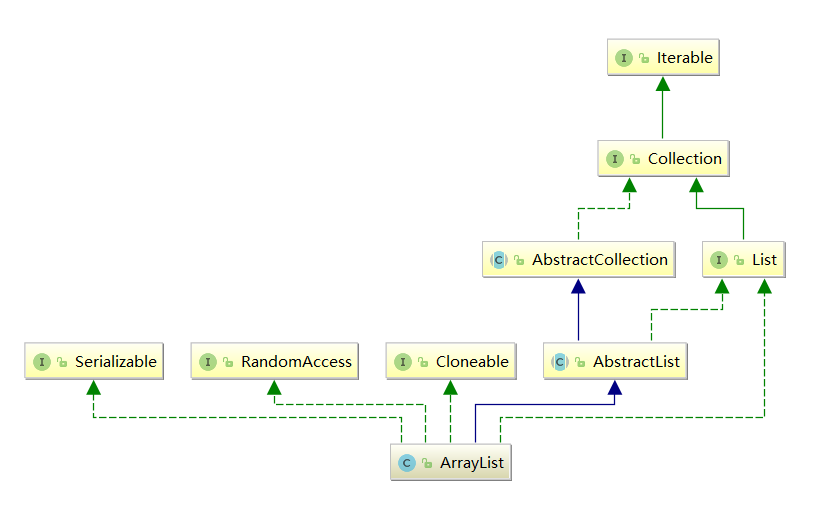 I Iterable
I Collection
C AbstractCollection
I List
I Serializable
I RandomAccess
I Cloneable
C AbstractList
C ArrayList